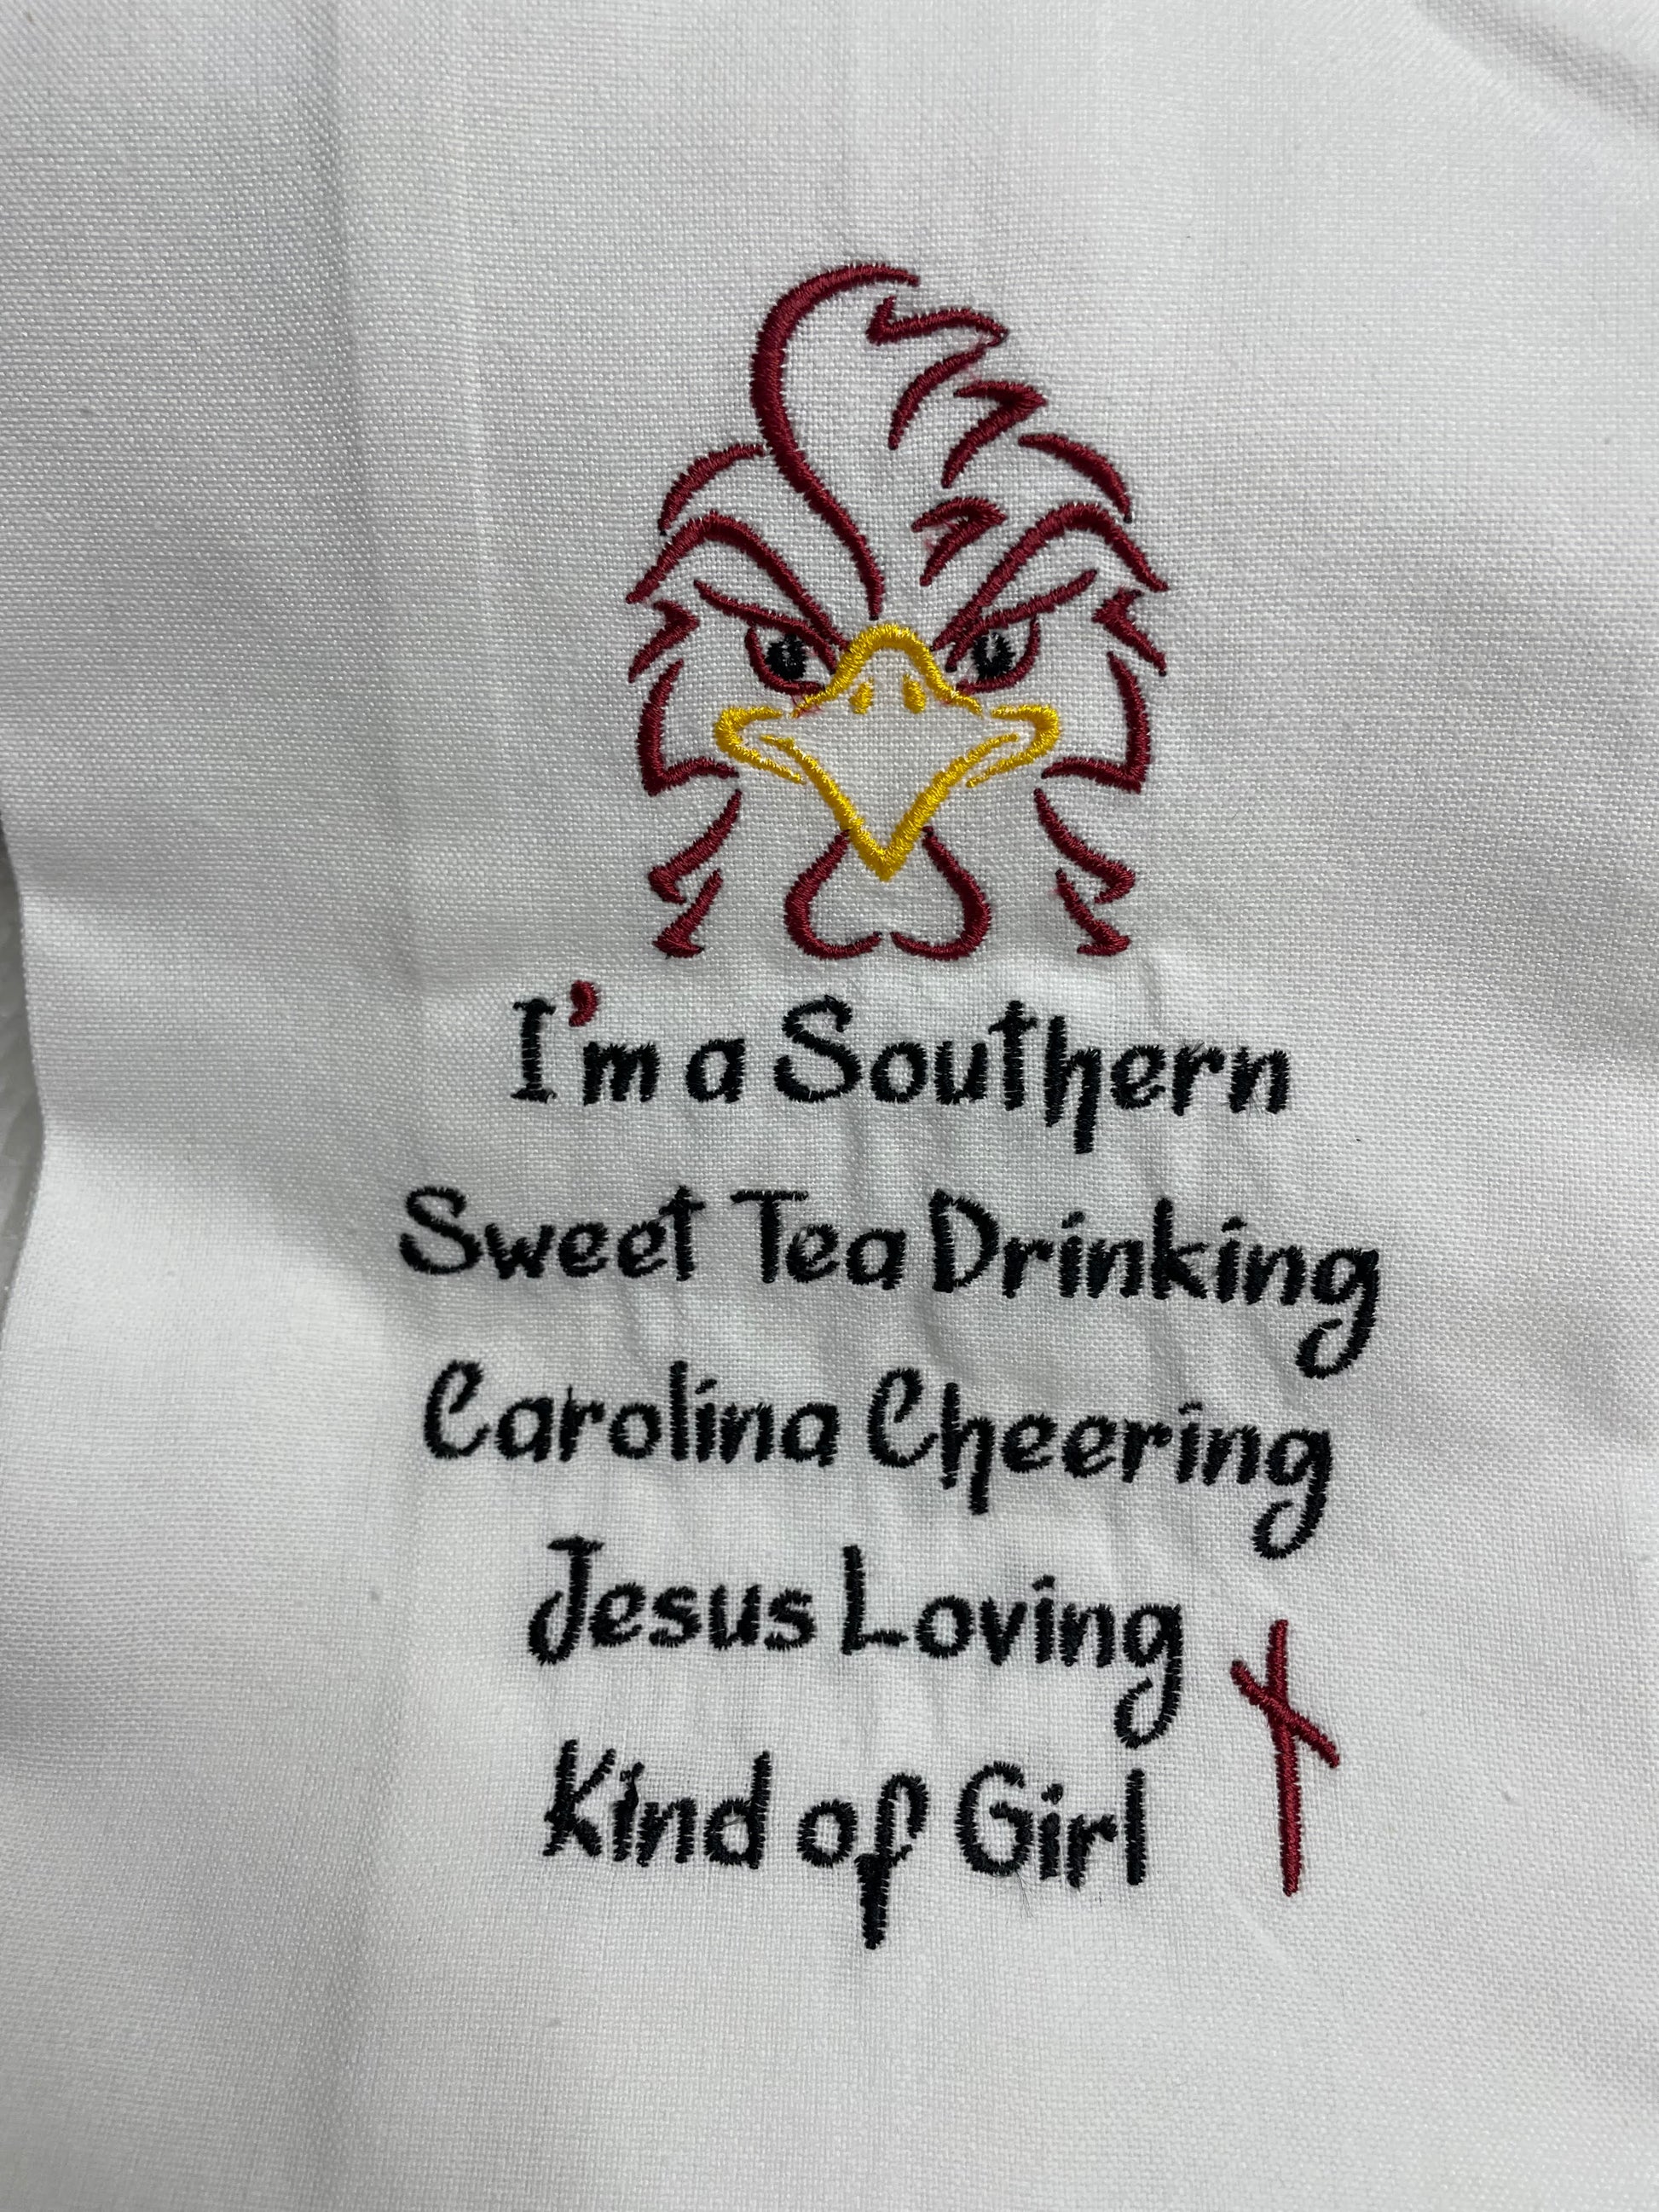 I'm a Southern
Sweet Tea Drinking
Carolina Cheering
Jesus Loving
Kind of Girl